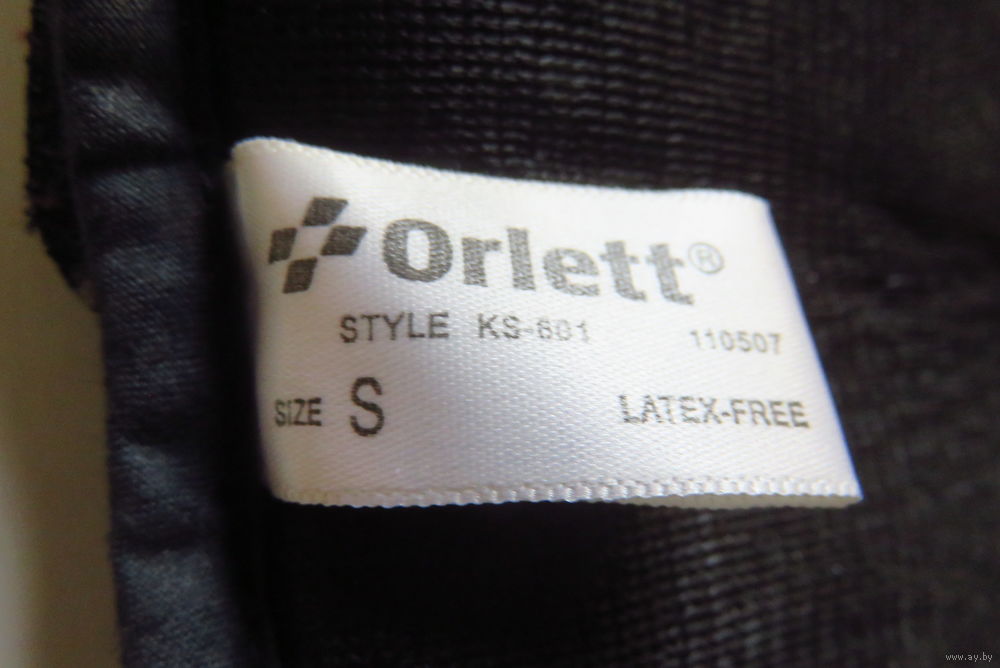 Orlett®
STYLE KS-601 110507
SIZE S LATEX-FREE
www.ay.by